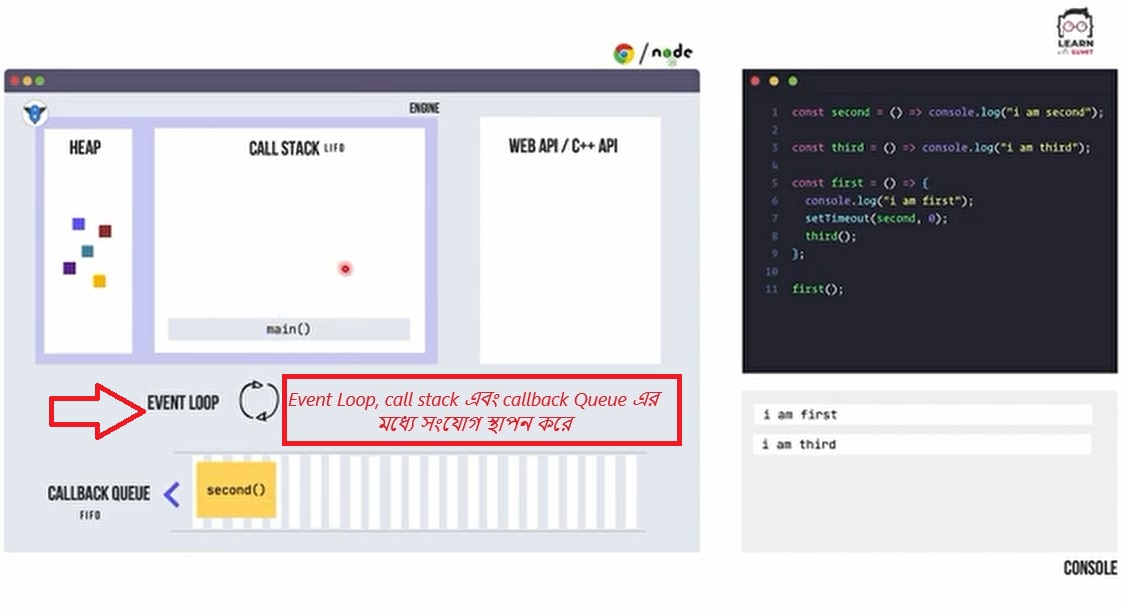 / node
LEARN
with SUMIT
ENGINE
HEAP
CALL STACK LIFO
WEB API / C++ API
main()
EVENT LOOP
Event Loop, call stack এবং callback Queue এর
মধ্যে সংযোগ স্থাপন করে
CALLBACK QUEUE
FIFO
second()
1 const second = () => console.log("i am second");
2
3 const third = () => console.log("i am third");
4
5 const first = () => {
6 console.log("i am first");
7 setTimeout(second, 0);
8 third();
9 };
10
11 first();
i am first
i am third
CONSOLE